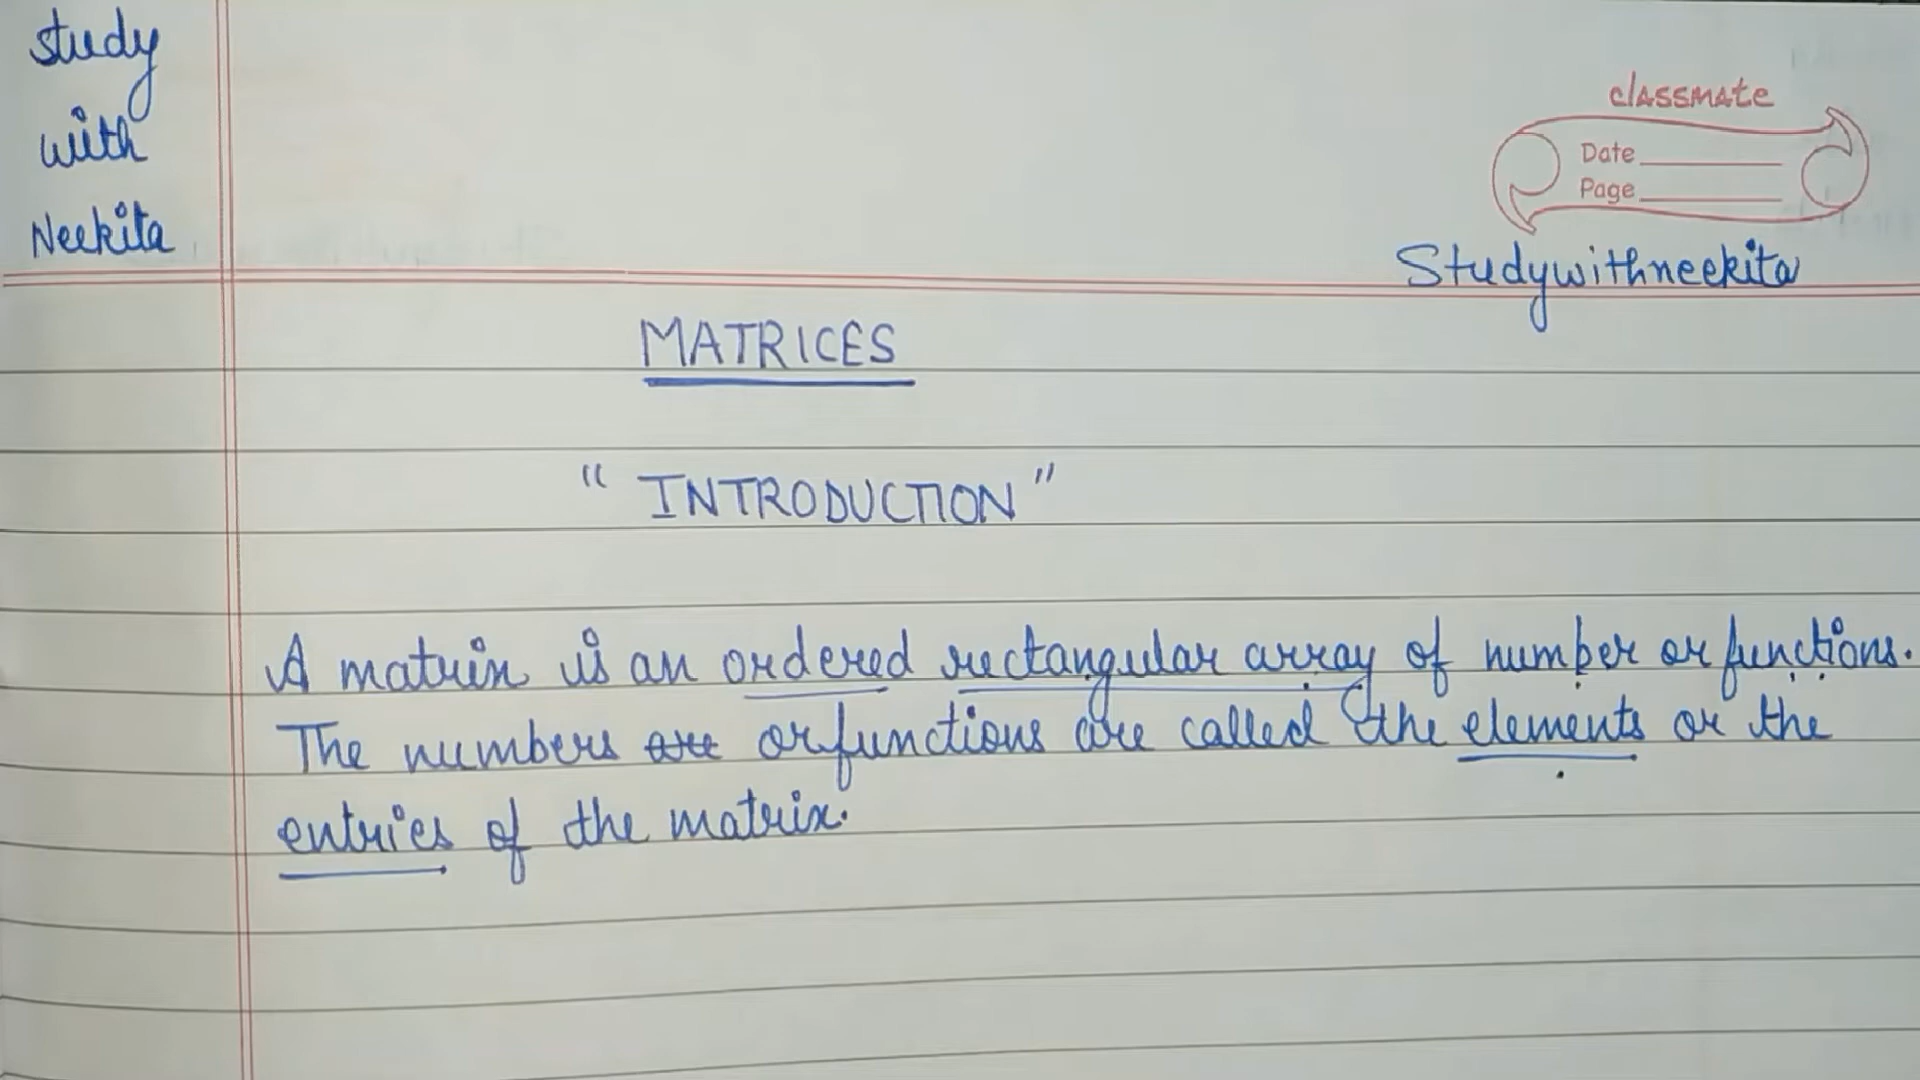 study
with
Neekita
classmate
Date
Page
Studywithneekita
MATRICES
“ INTRODUCTION ”
A matrix is an ordered rectangular array of number or functions.
The numbers are or functions are called the elements or the
entries of the matrix.